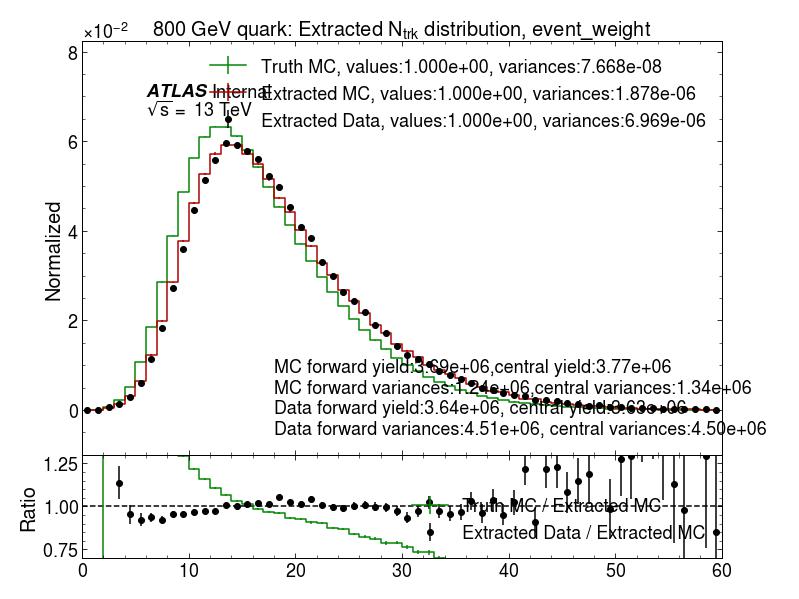 ×10⁻² 800 GeV quark: Extracted N_trk distribution, event_weight
8
Truth MC, values:1.000e+00, variances:7.668e-08
ATLAS Internal
Extracted MC, values:1.000e+00, variances:1.878e-06
√s = 13 TeV
Extracted Data, values:1.000e+00, variances:6.969e-06
6
Normalized
4
2
MC forward yield:3.69e+06,central yield:3.77e+06
MC forward variances:1.24e+06,central variances:1.34e+06
0
Data forward yield:3.64e+06, central yield:3.63e+06
Data forward variances:4.51e+06, central variances:4.50e+06
1.25
Ratio
1.00
Truth MC / Extracted MC
Extracted Data / Extracted MC
0.75
0 10 20 30 40 50 60